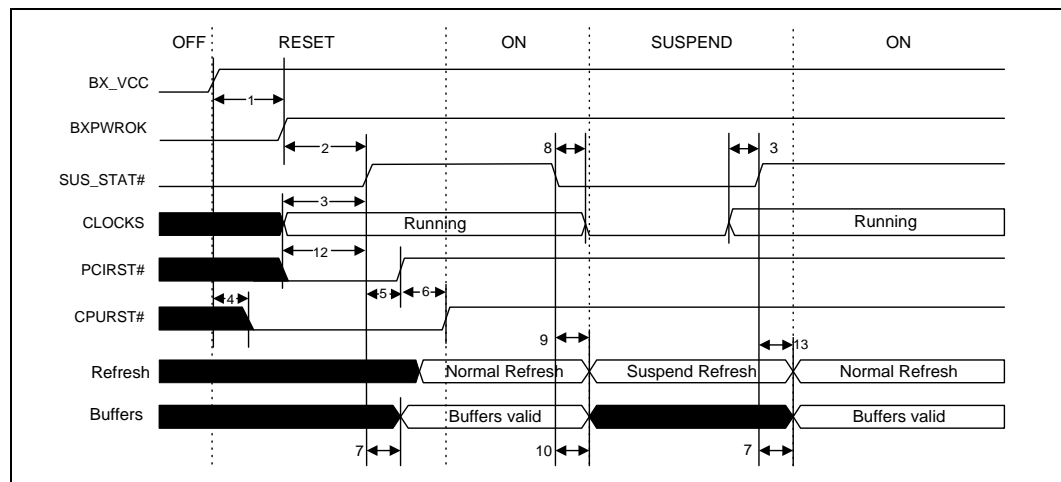 OFF RESET ON SUSPEND ON
BX_VCC
1
BXPWROK
2 8 3
SUS_STAT#
3
CLOCKS Running Running
12
PCIRST#
4 5 6
CPURST#
9 13
Refresh Normal Refresh Suspend Refresh Normal Refresh
Buffers Buffers valid Buffers valid
7 10 7